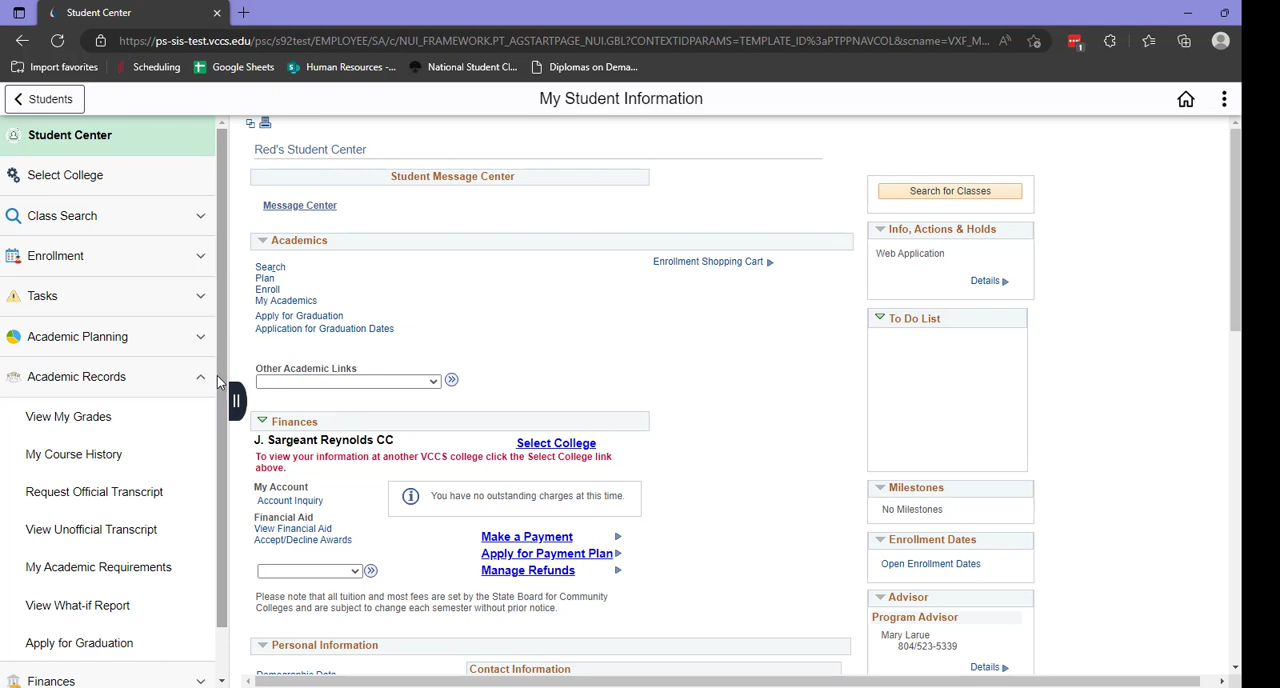 Student Center
https://ps-sis-test.vccs.edu/psc/s92test/EMPLOYEE/SA/c/NUI_FRAMEWORK.PT_AGSTARTPAGE_NUI.GBL?CONTEXTIDPARAMS=TEMPLATE_ID%3aPTPPNAVCOL&scname=VXF_M...
Import favorites Scheduling Google Sheets Human Resources -... National Student Cl... Diplomas on Dema...
Students
My Student Information
Student Center
Select College
Class Search
Enrollment
Tasks
Academic Planning
Academic Records
View My Grades
My Course History
Request Official Transcript
View Unofficial Transcript
My Academic Requirements
View What-if Report
Apply for Graduation
Finances
Red's Student Center
Student Message Center
Message Center
Academics
Search
Plan
Enroll
My Academics
Apply for Graduation
Application for Graduation Dates
Enrollment Shopping Cart
Other Academic Links
Finances
J. Sargeant Reynolds CC
Select College
To view your information at another VCCS college click the Select College link
above.
My Account
Account Inquiry
You have no outstanding charges at this time.
Financial Aid
View Financial Aid
Accept/Decline Awards
Make a Payment
Apply for Payment Plan
Manage Refunds
Please note that all tuition and most fees are set by the State Board for Community
Colleges and are subject to change each semester without prior notice.
Personal Information
Contact Information
Search for Classes
Info, Actions & Holds
Web Application
Details
To Do List
Milestones
No Milestones
Enrollment Dates
Open Enrollment Dates
Advisor
Program Advisor
Mary Larue
804/523-5339
Details